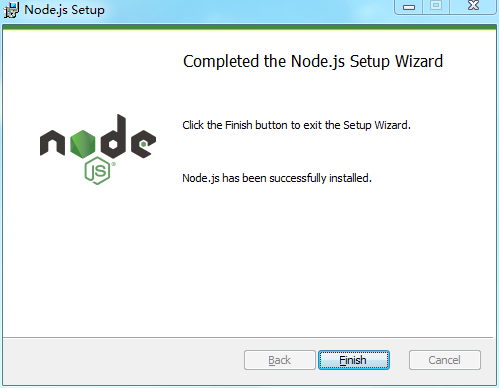 Node.js Setup
Completed the Node.js Setup Wizard
node
JS
Click the Finish button to exit the Setup Wizard.
Node.js has been successfully installed.
Back
Finish
Cancel